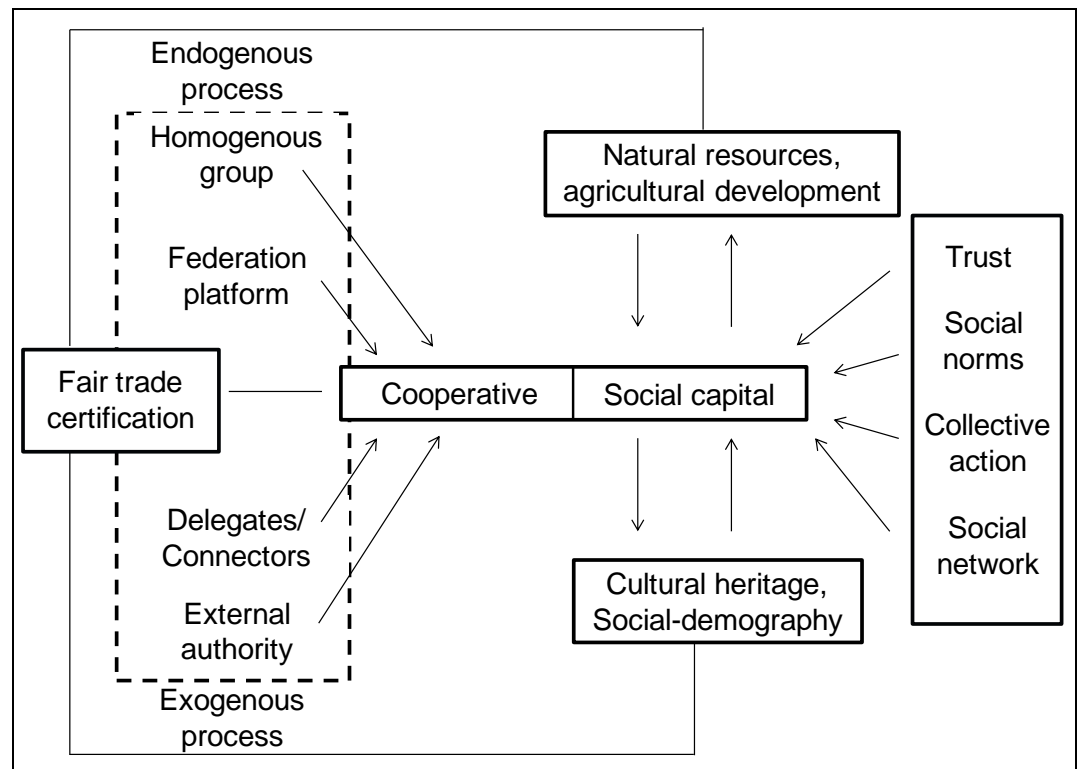 Endogenous
process
Homogenous
group
Federation
platform
Fair trade
certification
Delegates/
Connectors
External
authority
Exogenous
process
Cooperative
Social capital
Natural resources,
agricultural development
Cultural heritage,
Social-demography
Trust
Social
norms
Collective
action
Social
network